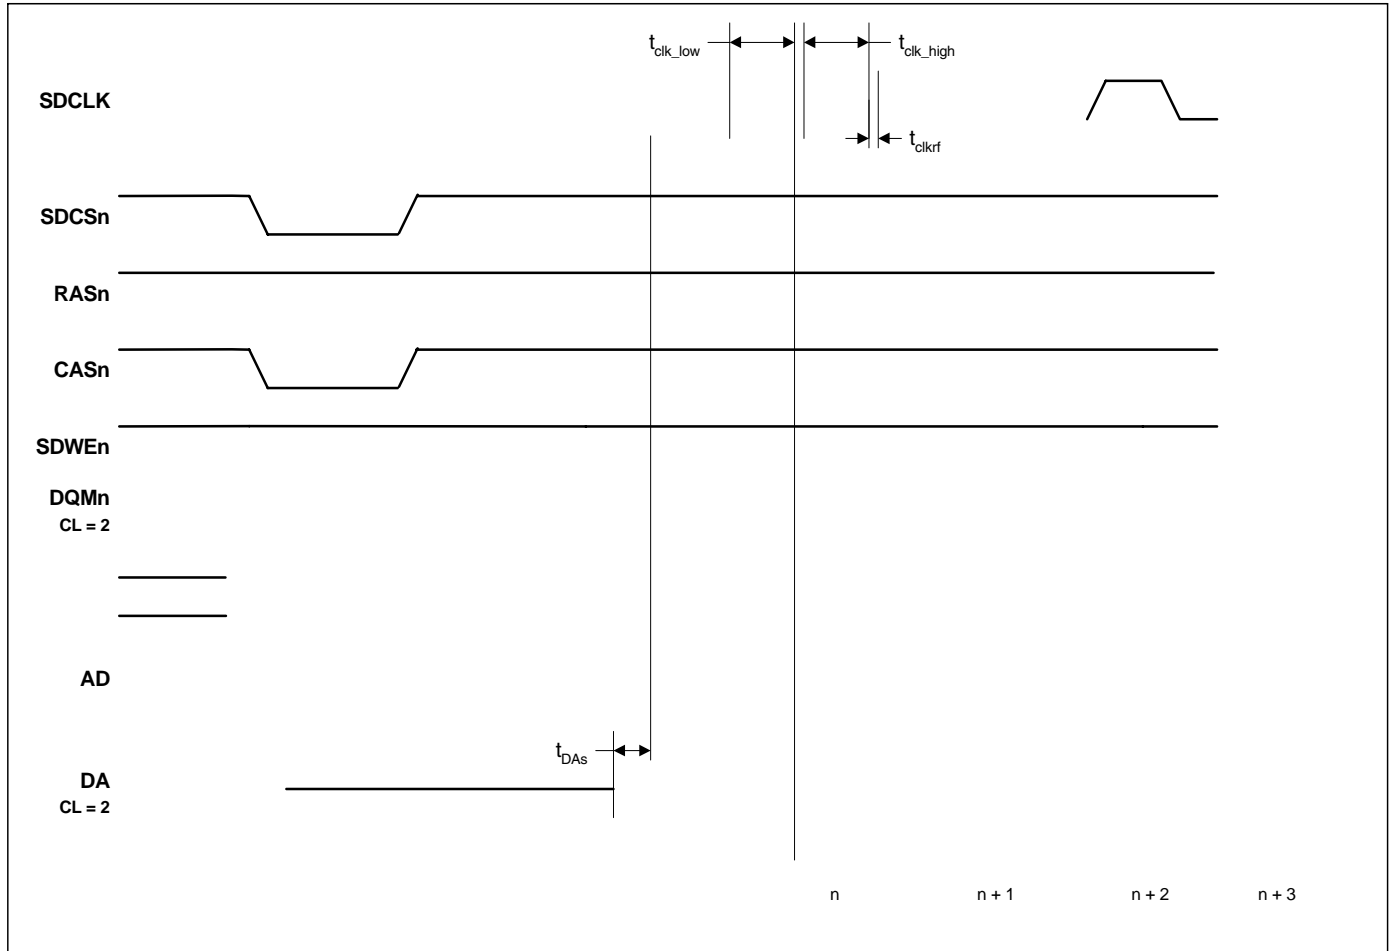 t_clk_low
t_clk_high
SDCLK
t_clkrf
SDCSn
RASn
CASn
SDWEn
DQMn
CL = 2
AD
t_DAs
DA
CL = 2
n n + 1 n + 2 n + 3